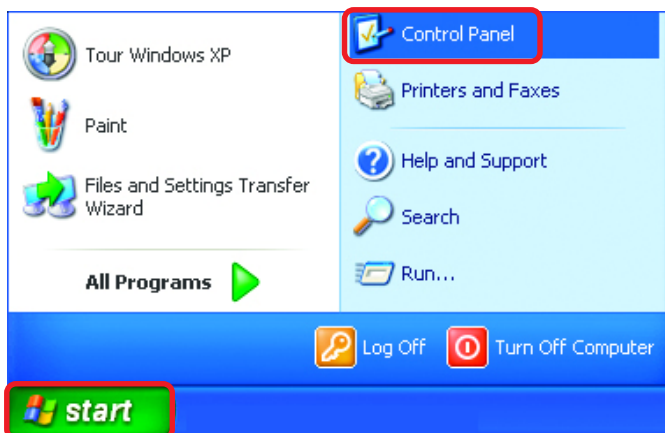 Tour Windows XP
Paint
Files and Settings Transfer
Wizard
All Programs
Control Panel
Printers and Faxes
Help and Support
Search
Run...
Log Off
Turn Off Computer
start